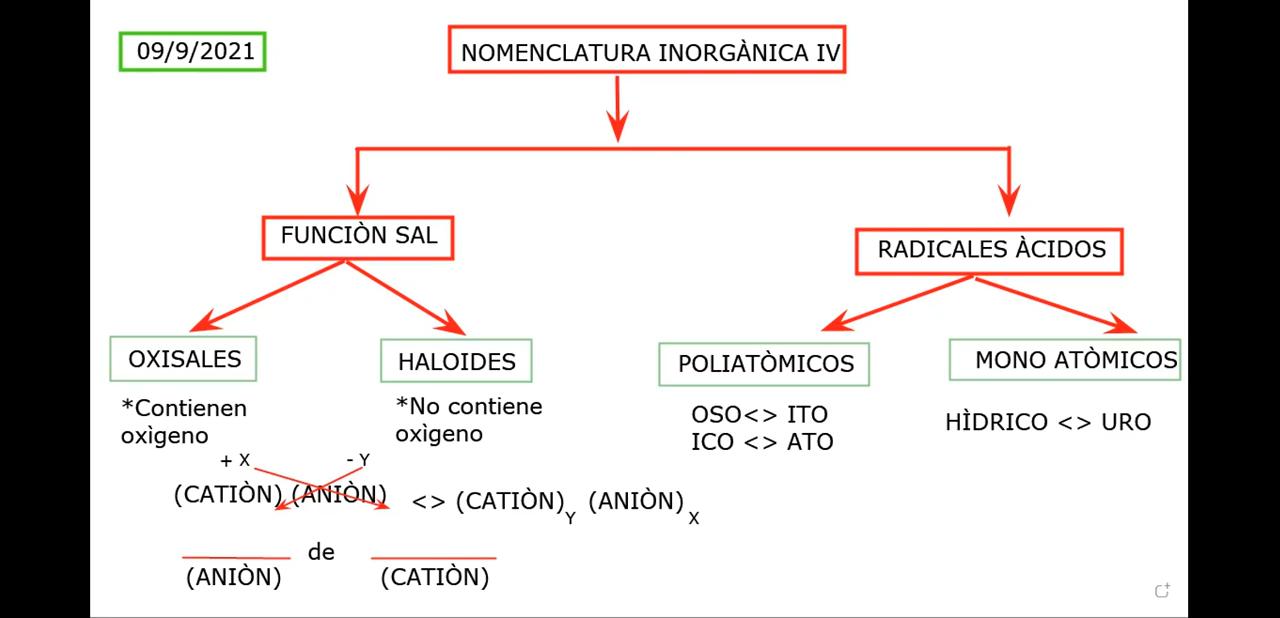 09/9/2021
NOMENCLATURA INORGÀNICA IV
FUNCIÒN SAL
RADICALES ÀCIDOS
OXISALES
HALOIDES
POLIATÒMICOS
MONO ATÒMICOS
*Contienen
oxìgeno
*No contiene
oxìgeno
OSO<> ITO
ICO <> ATO
HÌDRICO <> URO
+ X - Y
(CATIÒN) (ANIÒN) <> (CATIÒN)Y (ANIÒN)X
de
(ANIÒN) (CATIÒN)